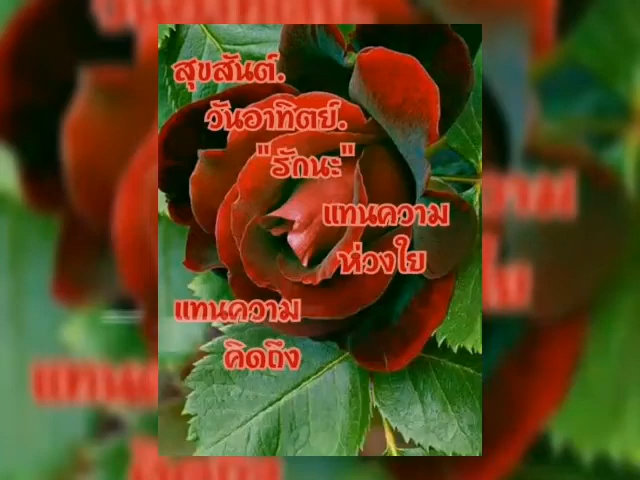 สุขสันต์.
วันอาทิตย์.
"รักนะ"
แทนความ
ห่วงใย
แทนความ
คิดถึง